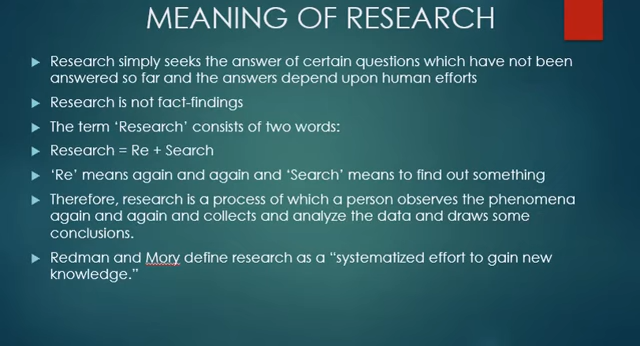 MEANING OF RESEARCH
Research simply seeks the answer of certain questions which have not been
answered so far and the answers depend upon human efforts
Research is not fact-findings
The term ‘Research’ consists of two words:
Research = Re + Search
‘Re’ means again and again and ‘Search’ means to find out something
Therefore, research is a process of which a person observes the phenomena
again and again and collects and analyze the data and draws some
conclusions.
Redman and Mory define research as a “systematized effort to gain new
knowledge.”